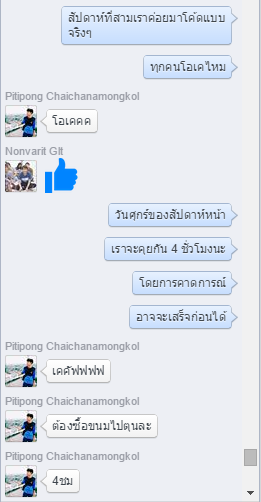 สัปดาห์ที่สามเราค่อยมาโค้ดแบบ
จริงๆ
ทุกคนโอเคไหม
Pitipong Chaichanamongkol
โอเคคค
Nonvarit Glt
วันศุกร์ของสัปดาห์หน้า
เราจะคุยกัน 4 ชั่วโมงนะ
โดยการคาดการณ์
อาจจะเสร็จก่อนได้
Pitipong Chaichanamongkol
เคค้ฟฟฟฟ
Pitipong Chaichanamongkol
ต้องซื้อขนมไปตุนละ
Pitipong Chaichanamongkol
4ชม